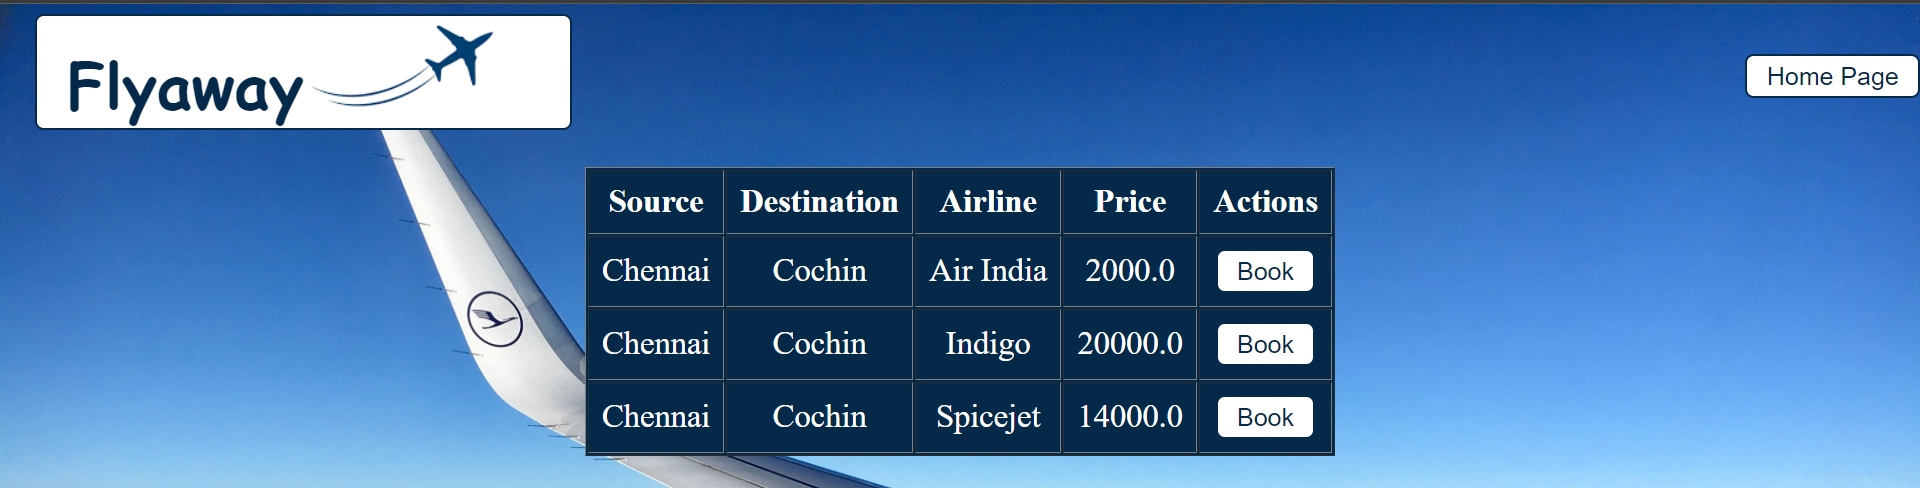 Flyaway
Home Page
Source Destination Airline Price Actions
Chennai Cochin Air India 2000.0 Book
Chennai Cochin Indigo 20000.0 Book
Chennai Cochin Spicejet 14000.0 Book